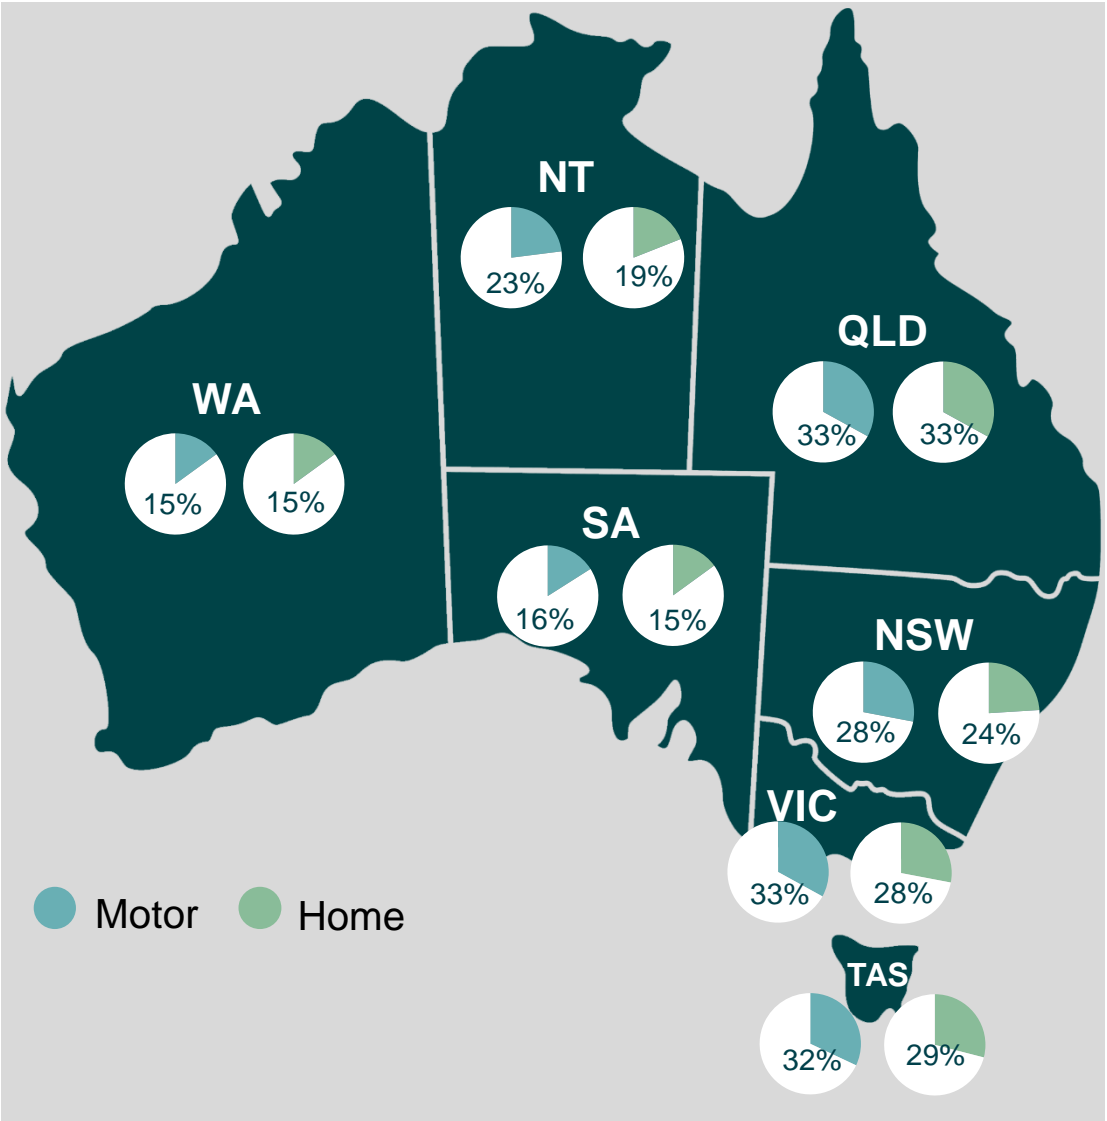 NT
23%
19%
QLD
33%
33%
WA
15%
15%
SA
16%
15%
NSW
28%
24%
VIC
33%
28%
Motor
Home
TAS
32%
29%